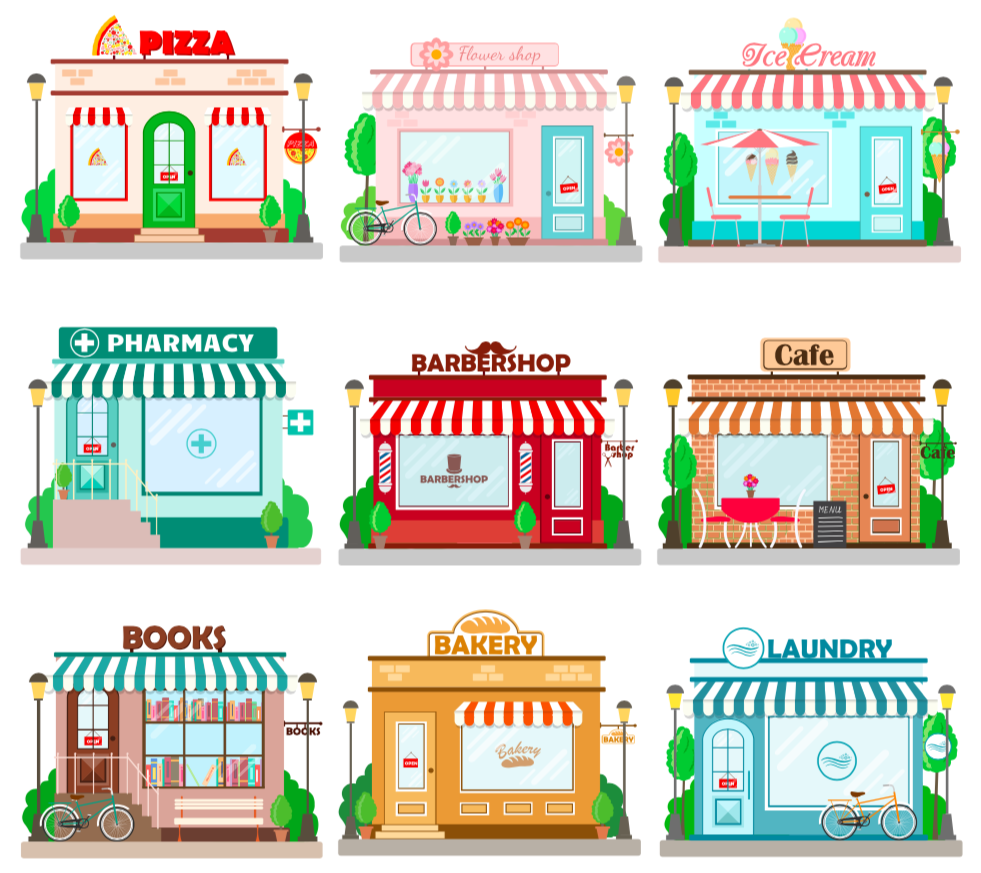 PIZZA
OPEN
PIZZA
Flower shop
OPEN
Ice Cream
OPEN
PHARMACY
OPEN
BARBERSHOP
BARBERSHOP
Barber
shop
Cafe
OPEN
MENU
Cafe
BOOKS
OPEN
BOOKS
BAKERY
OPEN
Bakery
BAKERY
LAUNDRY
OPEN